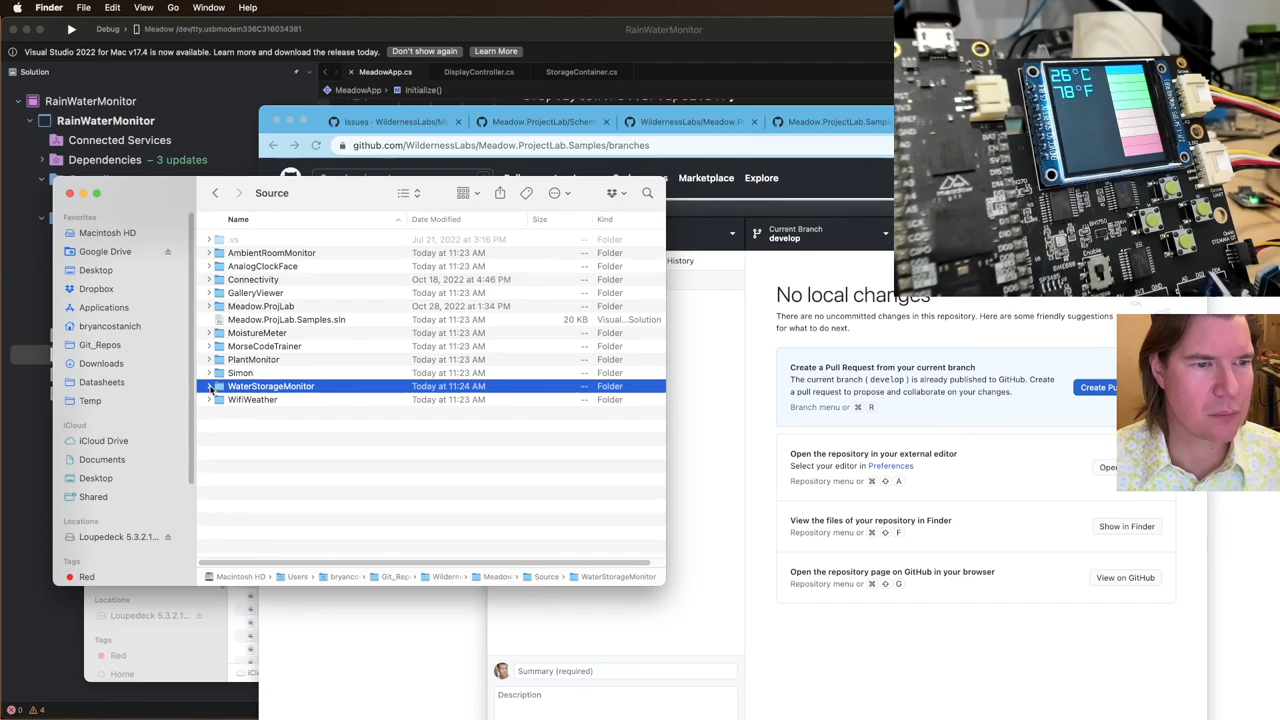 Finder File Edit View Go Window Help
Debug Meadow /dev/tty.usbmodem336C316034381 RainWaterMonitor
Visual Studio 2022 for Mac v17.4 is now available. Learn more and download the release today. Don't show again Learn More
Solution
MeadowApp.cs DisplayController.cs StorageContainer.cs
MeadowApp Initialize()
RainWaterMonitor
RainWaterMonitor
Connected Services
Dependencies – 3 updates
Issues · WildernessLabs/Me
Meadow.ProjectLab/Schem
WildernessLabs/Meadow.P
Meadow.ProjectLab.Sampl
github.com/WildernessLabs/Meadow.ProjectLab.Samples/branches
Marketplace Explore
Source
Favorites
Macintosh HD
Google Drive
Desktop
Dropbox
Applications
bryancostanich
Git_Repos
Downloads
Datasheets
Temp
iCloud
iCloud Drive
Documents
Desktop
Shared
Locations
Loupedeck 5.3.2.1...
Tags
Red
Name Date Modified Size Kind
.vs Jul 21, 2022 at 3:16 PM -- Folder
AmbientRoomMonitor Today at 11:23 AM -- Folder
AnalogClockFace Today at 11:23 AM -- Folder
Connectivity Oct 18, 2022 at 4:46 PM -- Folder
GalleryViewer Today at 11:23 AM -- Folder
Meadow.ProjLab Oct 28, 2022 at 1:34 PM -- Folder
Meadow.ProjLab.Samples.sln Today at 11:23 AM 20 KB Visual...Solution
MoistureMeter Today at 11:23 AM -- Folder
MorseCodeTrainer Today at 11:23 AM -- Folder
PlantMonitor Today at 11:23 AM -- Folder
Simon Today at 11:23 AM -- Folder
WaterStorageMonitor Today at 11:24 AM -- Folder
WifiWeather Today at 11:23 AM -- Folder
Macintosh HD Users bryanco Git_Rep Wildern Meadow Source WaterStorageMonitor
Locations
Loupedeck 5.3.2.1...
Tags
Red
Home
0 4
Current Branch
develop
History
No local changes
There are no uncommitted changes in this repository. Here are some friendly suggestions
for what to do next.
Create a Pull Request from your current branch
The current branch ( develop ) is already published to GitHub. Create
a pull request to propose and collaborate on your changes.
Branch menu or ⌘ R
Create Pu
Open the repository in your external editor
Select your editor in Preferences
Repository menu or ⌘ ⇧ A
Open
View the files of your repository in Finder
Repository menu or ⌘ ⇧ F
Show in Finder
Open the repository page on GitHub in your browser
Repository menu or ⌘ ⇧ G
View on GitHub
Summary (required)
Description
26°C
78°F